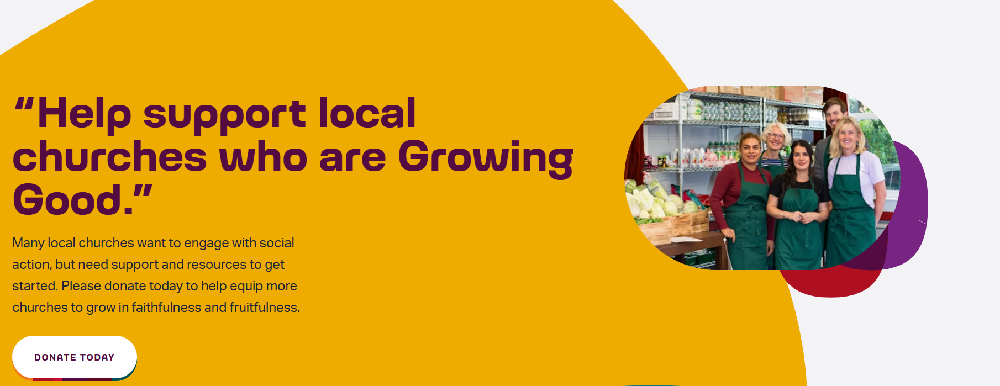 “Help support local
churches who are Growing
Good.”
Many local churches want to engage with social
action, but need support and resources to get
started. Please donate today to help equip more
churches to grow in faithfulness and fruitfulness.
DONATE TODAY